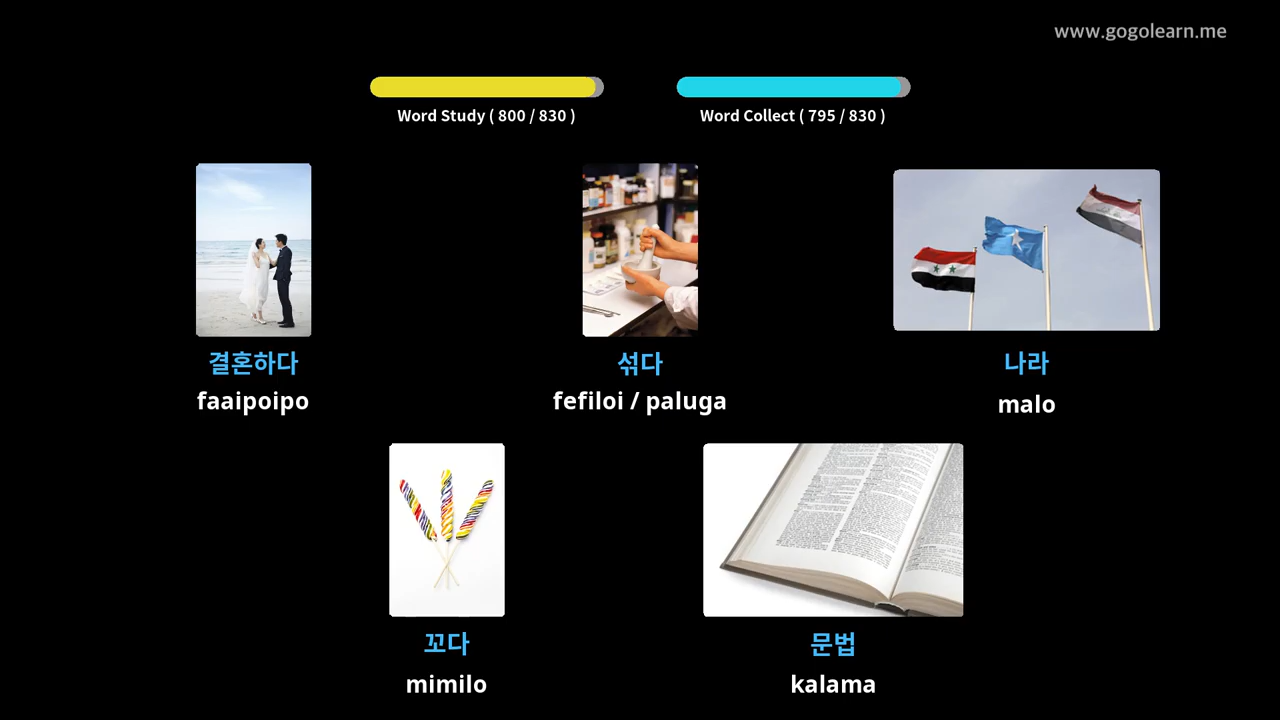 www.gogolearn.me
Word Study ( 800 / 830 )
Word Collect ( 795 / 830 )
결혼하다
faaipoipo
섞다
fefiloi / paluga
나라
malo
꼬다
mimilo
문법
kalama